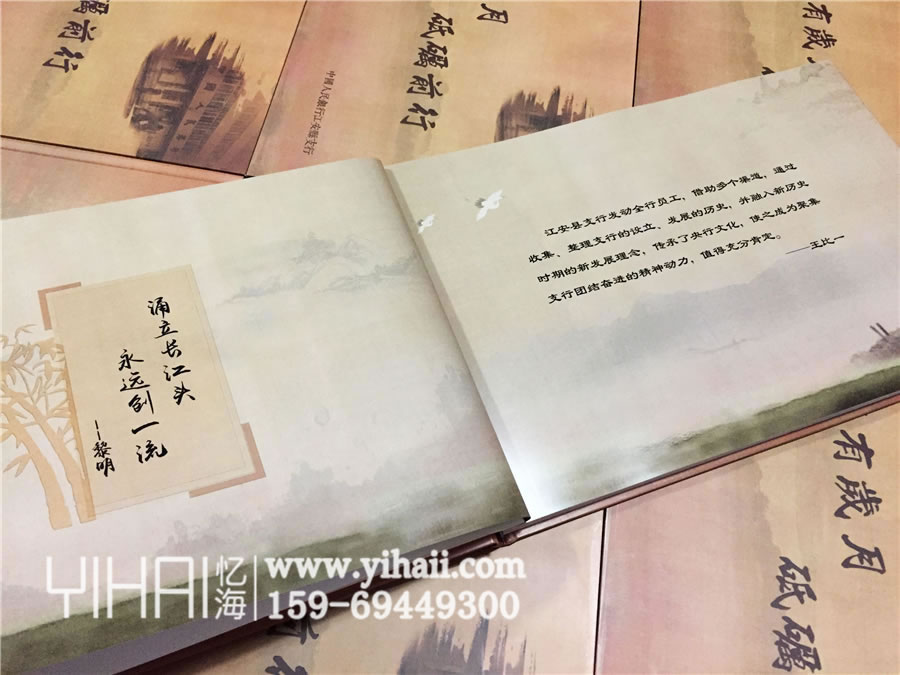 砥礪前行
月
砥礪前行
中国人民银行江安县支行
有歲
江安县支行发动全行员工，借助多个渠道，通过
收集、整理支行的设立、发展的历史，并融入新历史
时期的新发展理念，传承了央行文化，使之成为聚集
支行团结奋进的精神动力，值得充分肯定。
——王比一
涌立长江头
永远创一流
——黎明
有歲月
砥礪
YIHAI忆海
www.yihaii.com
159-69449300